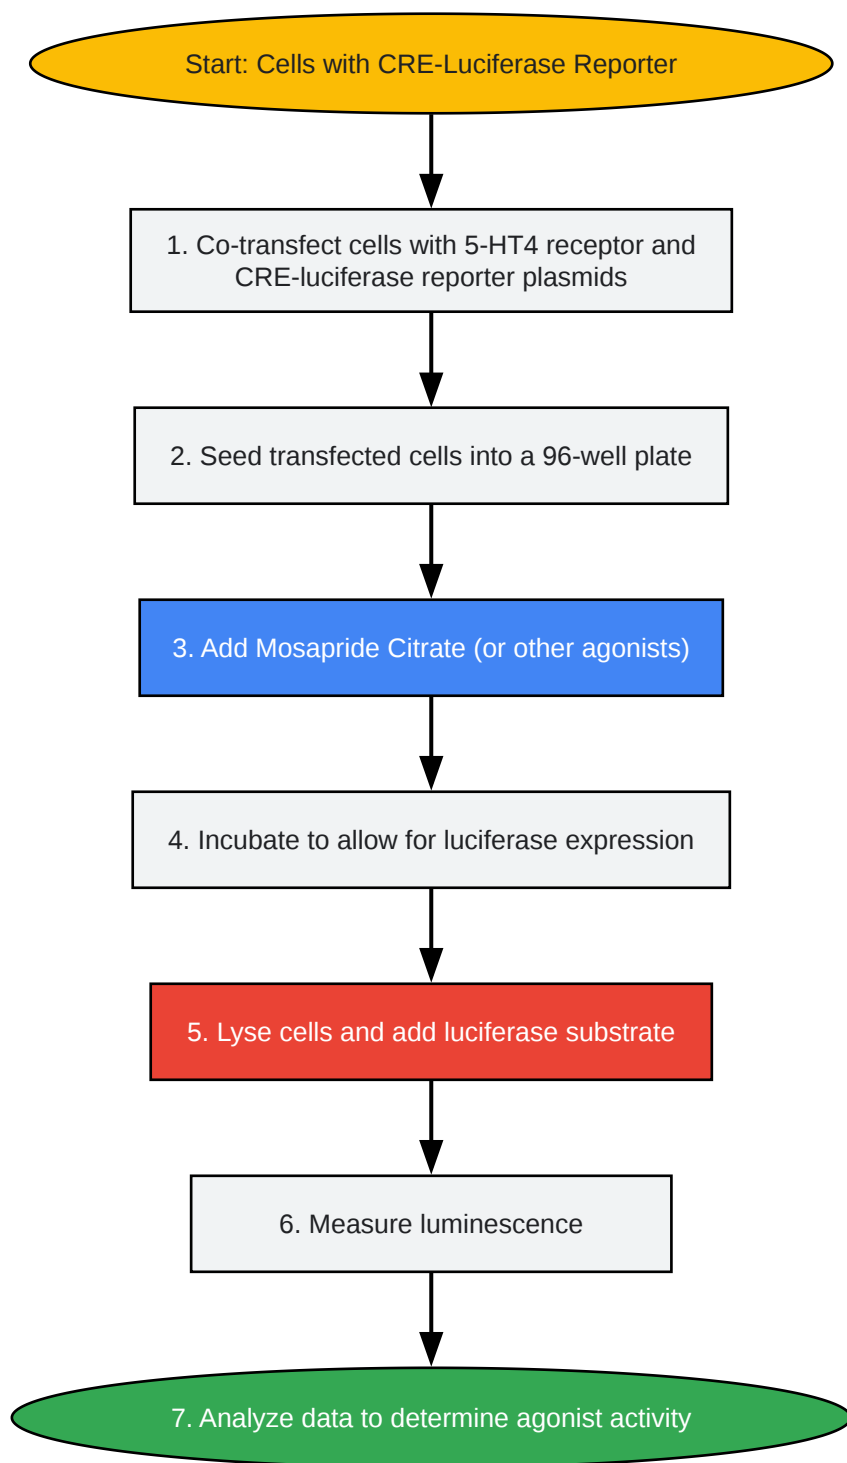 Start: Cells with CRE-Luciferase Reporter
1. Co-transfect cells with 5-HT4 receptor and
CRE-luciferase reporter plasmids
2. Seed transfected cells into a 96-well plate
3. Add Mosapride Citrate (or other agonists)
4. Incubate to allow for luciferase expression
5. Lyse cells and add luciferase substrate
6. Measure luminescence
7. Analyze data to determine agonist activity